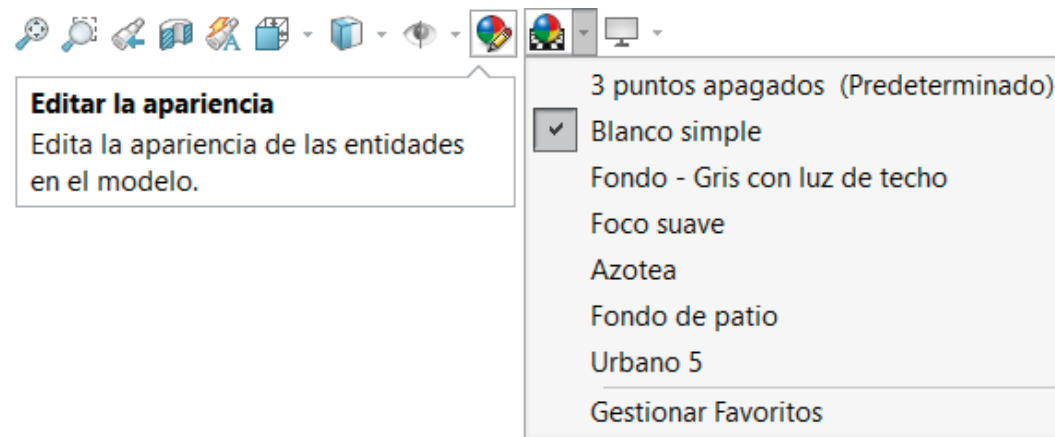 Editar la apariencia
Edita la apariencia de las entidades
en el modelo.
3 puntos apagados (Predeterminado)
Blanco simple
Fondo - Gris con luz de techo
Foco suave
Azotea
Fondo de patio
Urbano 5
Gestionar Favoritos